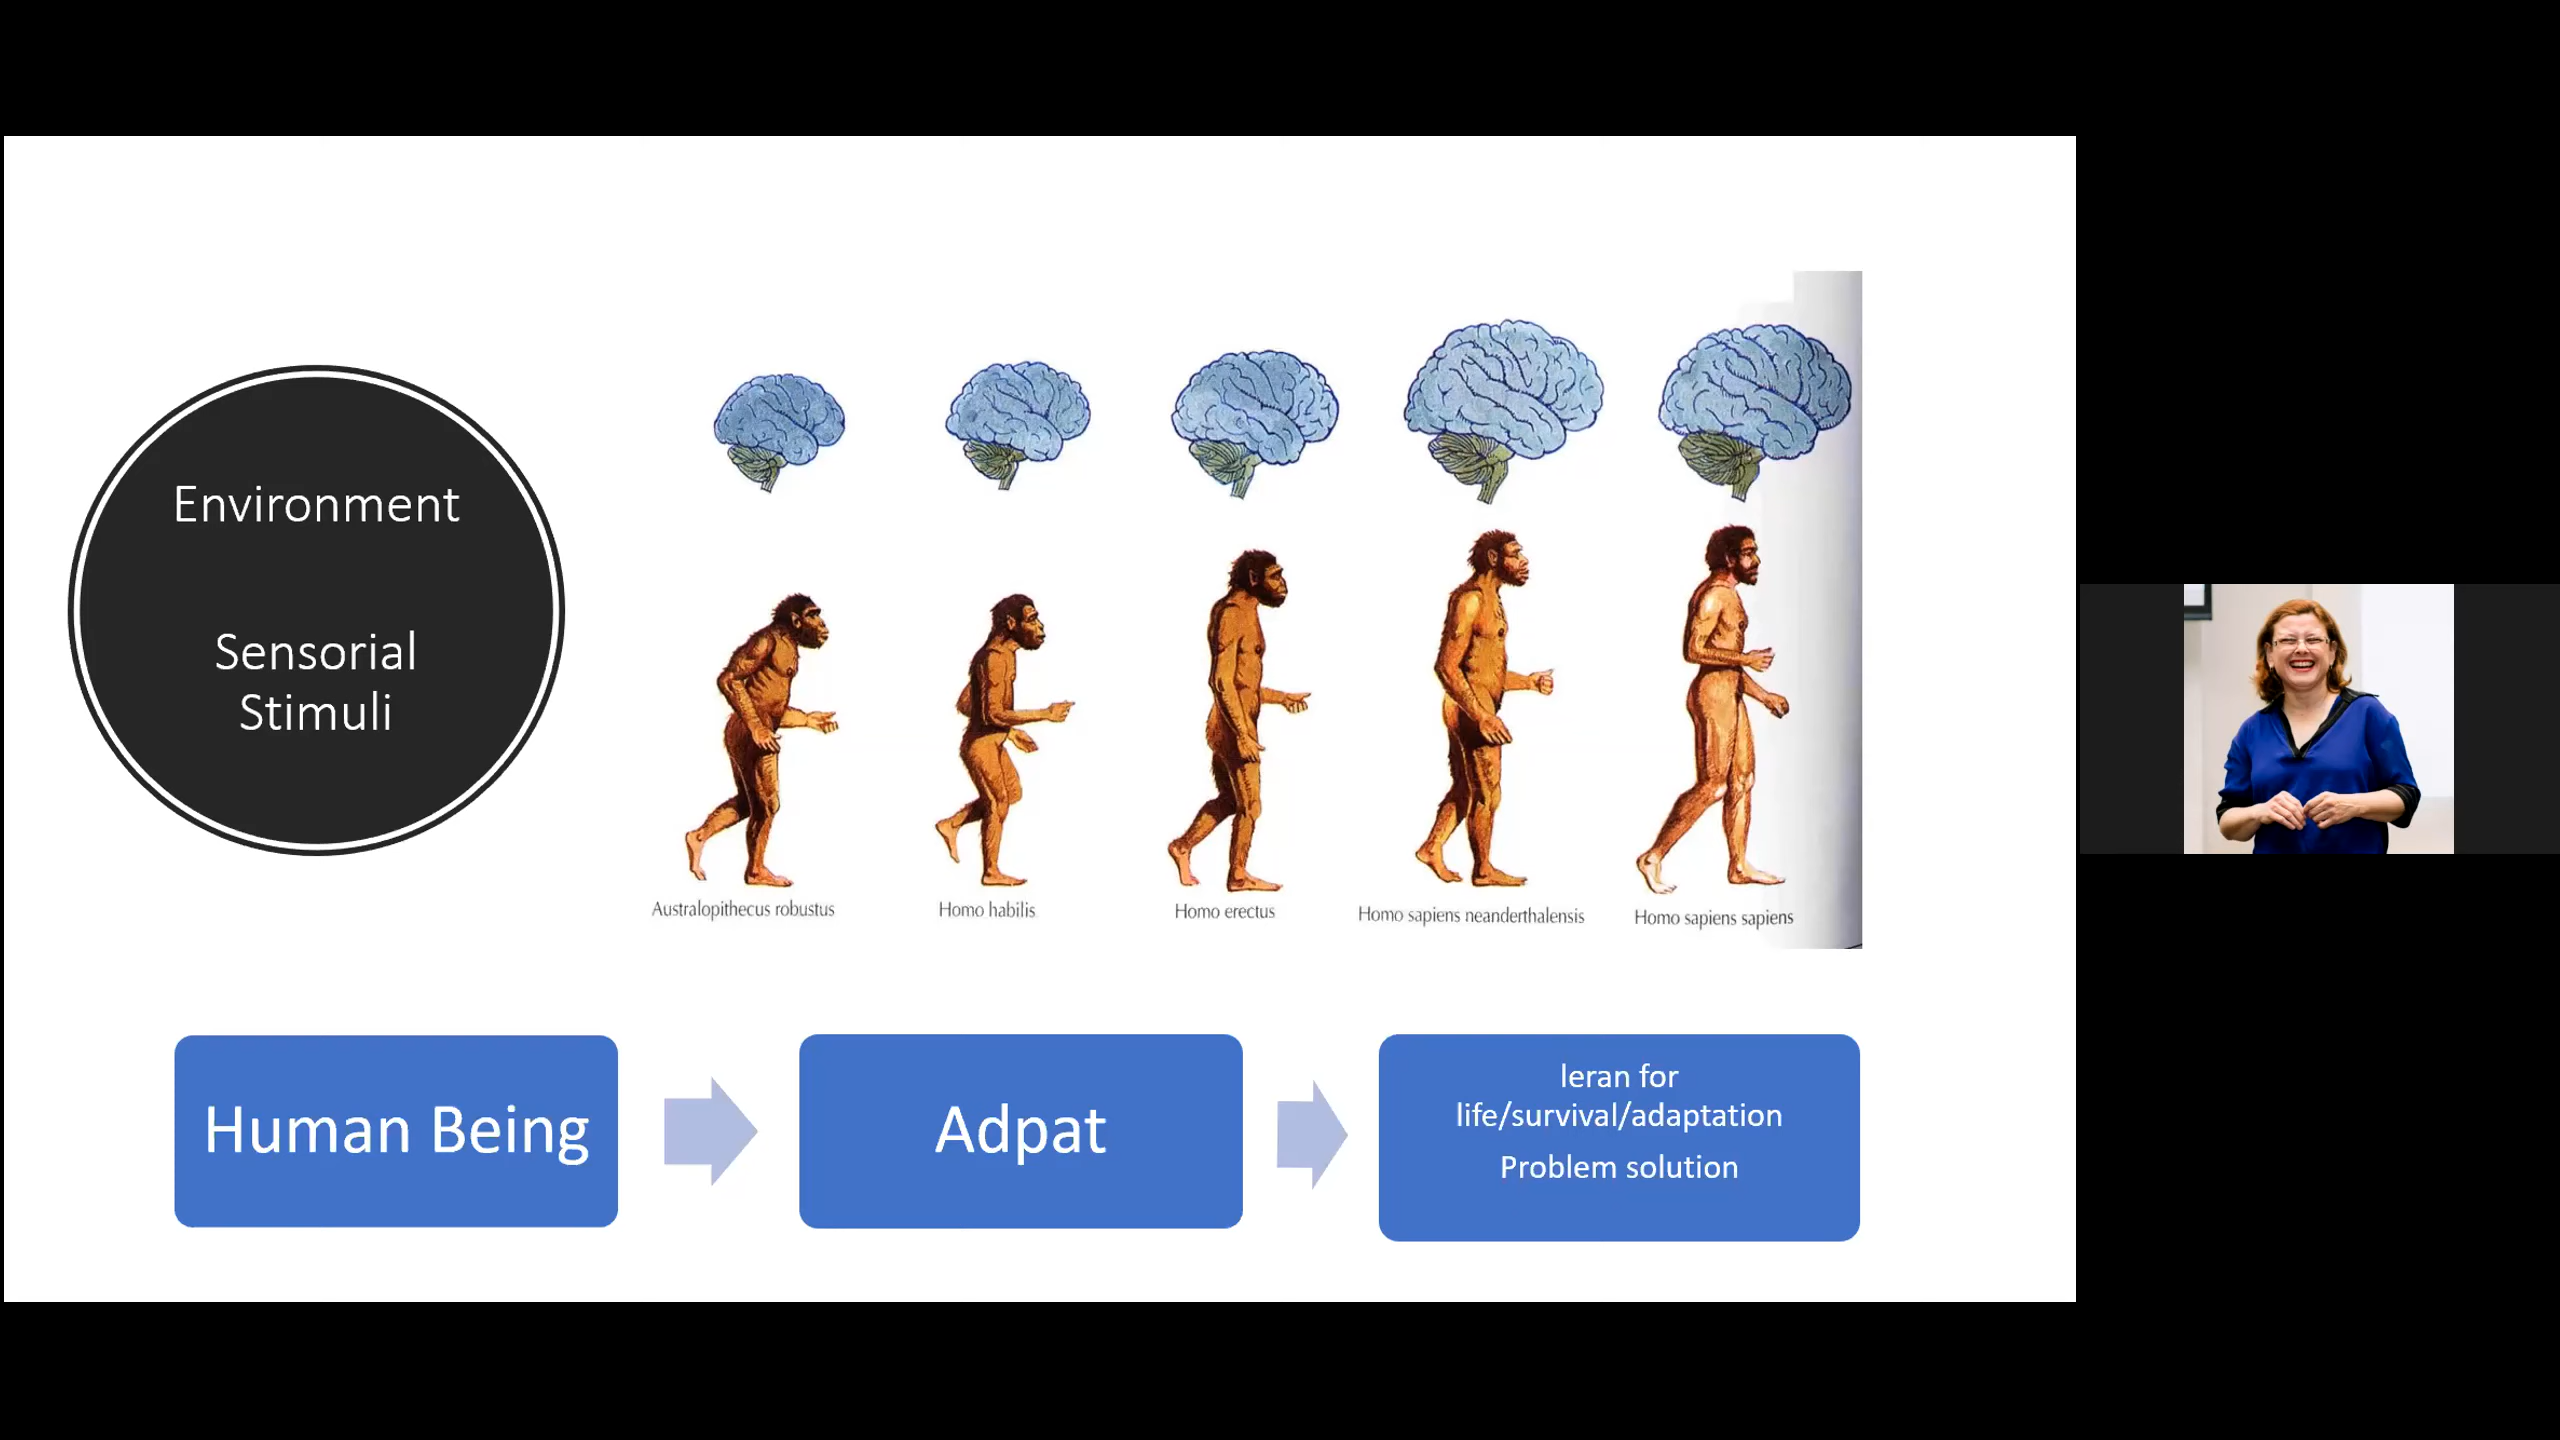 Environment
Sensorial
Stimuli
Australopithecus robustus
Homo habilis
Homo erectus
Homo sapiens neanderthalensis
Homo sapiens sapiens
Human Being
Adpat
leran for
life/survival/adaptation
Problem solution